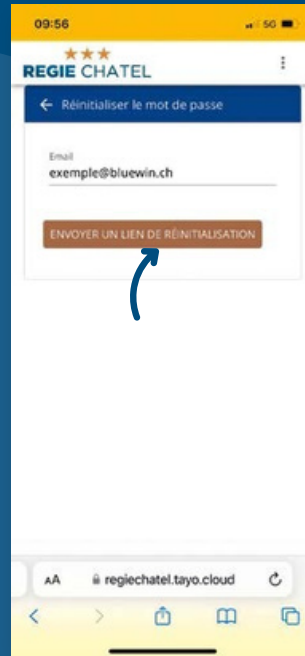 09:56
5G
REGIE CHATEL
Réinitialiser le mot de passe
Email
exemple@bluewin.ch
ENVOYER UN LIEN DE RÉINITIALISATION
AA regiechatel.tayo.cloud